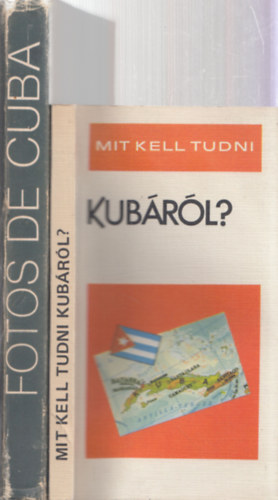 FOTOS DE CUBA
MIT KELL TUDNI KUBÁRÓL?
MIT KELL TUDNI
KUBÁRÓL?